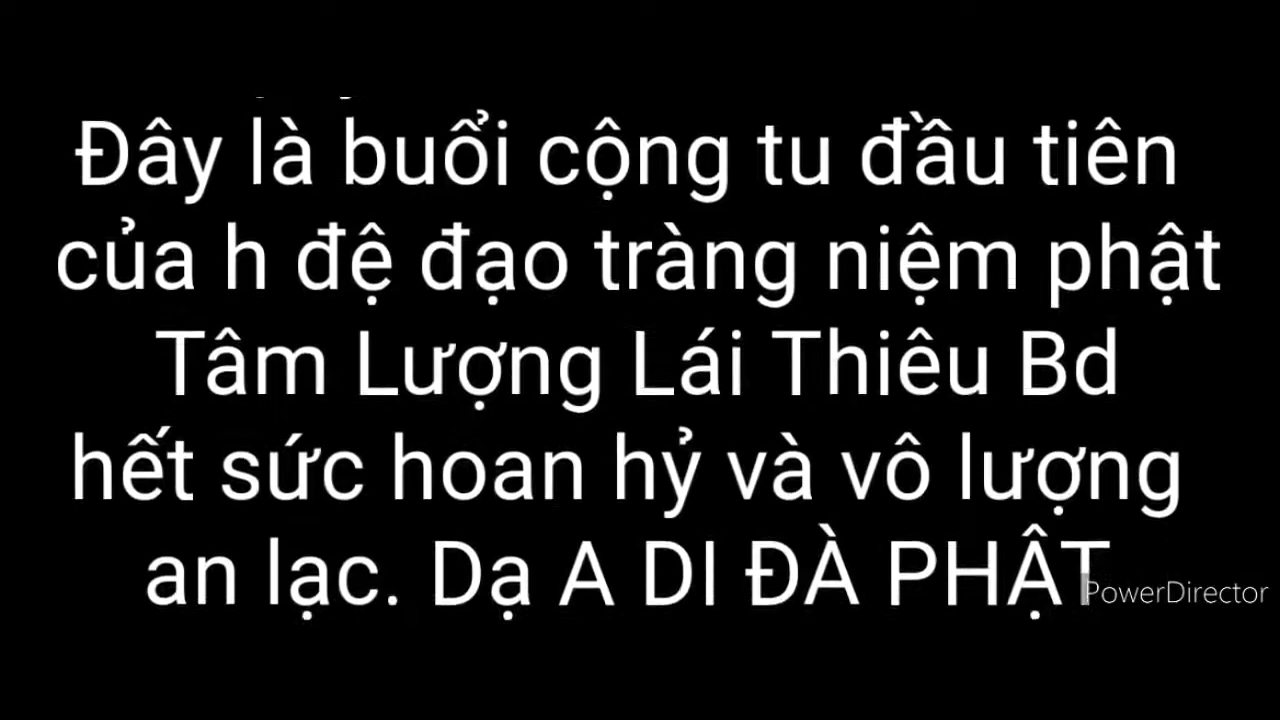 Đây là buổi cộng tu đầu tiên
của h đệ đạo tràng niệm phật
Tâm Lượng Lái Thiêu Bd
hết sức hoan hỷ và vô lượng
an lạc. Dạ A DI ĐÀ PHẬT
PowerDirector